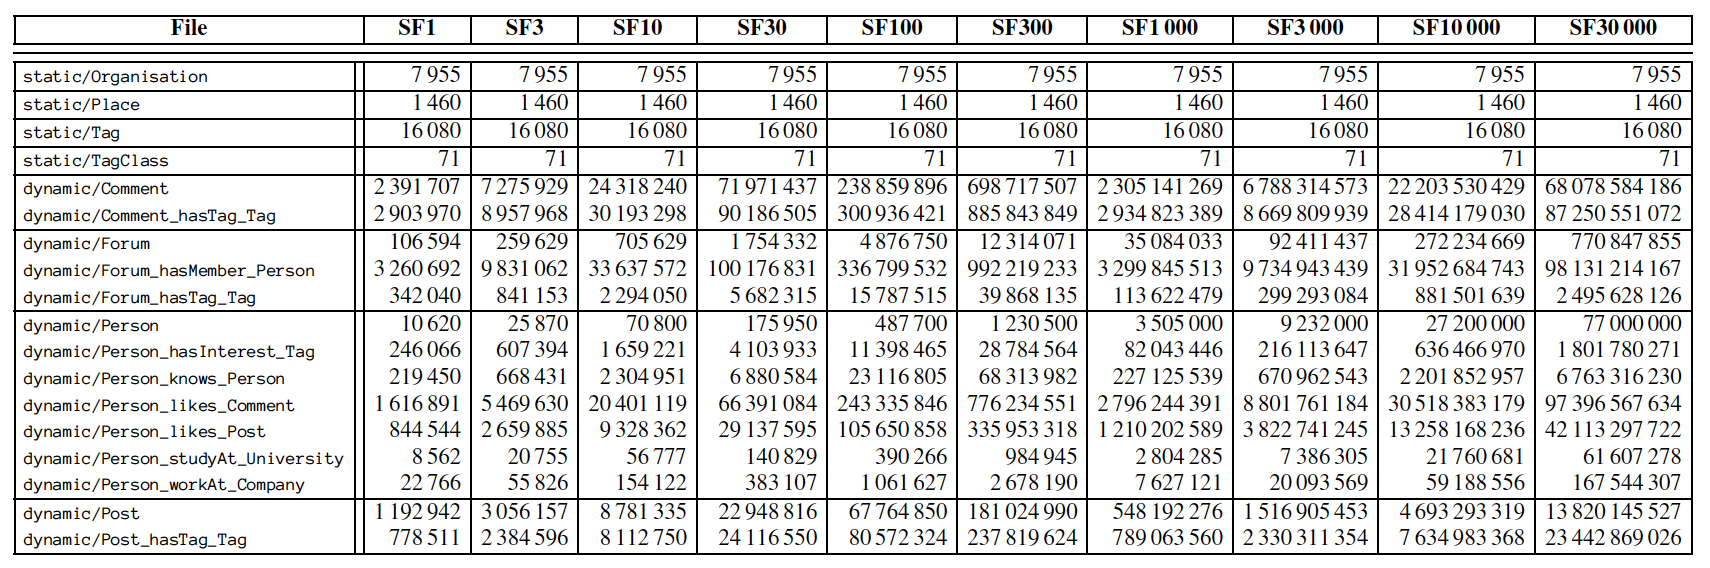 File SF1 SF3 SF10 SF30 SF100 SF300 SF1 000 SF3 000 SF10 000 SF30 000
static/Organisation 7 955 7 955 7 955 7 955 7 955 7 955 7 955 7 955 7 955 7 955
static/Place 1 460 1 460 1 460 1 460 1 460 1 460 1 460 1 460 1 460 1 460
static/Tag 16 080 16 080 16 080 16 080 16 080 16 080 16 080 16 080 16 080 16 080
static/TagClass 71 71 71 71 71 71 71 71 71 71
dynamic/Comment 2 391 707 7 275 929 24 318 240 71 971 437 238 859 896 698 717 507 2 305 141 269 6 788 314 573 22 203 530 429 68 078 584 186
dynamic/Comment_hasTag_Tag 2 903 970 8 957 968 30 193 298 90 186 505 300 936 421 885 843 849 2 934 823 389 8 669 809 939 28 414 179 030 87 250 551 072
dynamic/Forum 106 594 259 629 705 629 1 754 332 4 876 750 12 314 071 35 084 033 92 411 437 272 234 669 770 847 855
dynamic/Forum_hasMember_Person 3 260 692 9 831 062 33 637 572 100 176 831 336 799 532 992 219 233 3 299 845 513 9 734 943 439 31 952 684 743 98 131 214 167
dynamic/Forum_hasTag_Tag 342 040 841 153 2 294 050 5 682 315 15 787 515 39 868 135 113 622 479 299 293 084 881 501 639 2 495 628 126
dynamic/Person 10 620 25 870 70 800 175 950 487 700 1 230 500 3 505 000 9 232 000 27 200 000 77 000 000
dynamic/Person_hasInterest_Tag 246 066 607 394 1 659 221 4 103 933 11 398 465 28 784 564 82 043 446 216 113 647 636 466 970 1 801 780 271
dynamic/Person_knows_Person 219 450 668 431 2 304 951 6 880 584 23 116 805 68 313 982 227 125 539 670 962 543 2 201 852 957 6 763 316 230
dynamic/Person_likes_Comment 1 616 891 5 469 630 20 401 119 66 391 084 243 335 846 776 234 551 2 796 244 391 8 801 761 184 30 518 383 179 97 396 567 634
dynamic/Person_likes_Post 844 544 2 659 885 9 328 362 29 137 595 105 650 858 335 953 318 1 210 202 589 3 822 741 245 13 258 168 236 42 113 297 722
dynamic/Person_studyAt_University 8 562 20 755 56 777 140 829 390 266 984 945 2 804 285 7 386 305 21 760 681 61 607 278
dynamic/Person_workAt_Company 22 766 55 826 154 122 383 107 1 061 627 2 678 190 7 627 121 20 093 569 59 188 556 167 544 307
dynamic/Post 1 192 942 3 056 157 8 781 335 22 948 816 67 764 850 181 024 990 548 192 276 1 516 905 453 4 693 293 319 13 820 145 527
dynamic/Post_hasTag_Tag 778 511 2 384 596 8 112 750 24 116 550 80 572 324 237 819 624 789 063 560 2 330 311 354 7 634 983 368 23 442 869 026